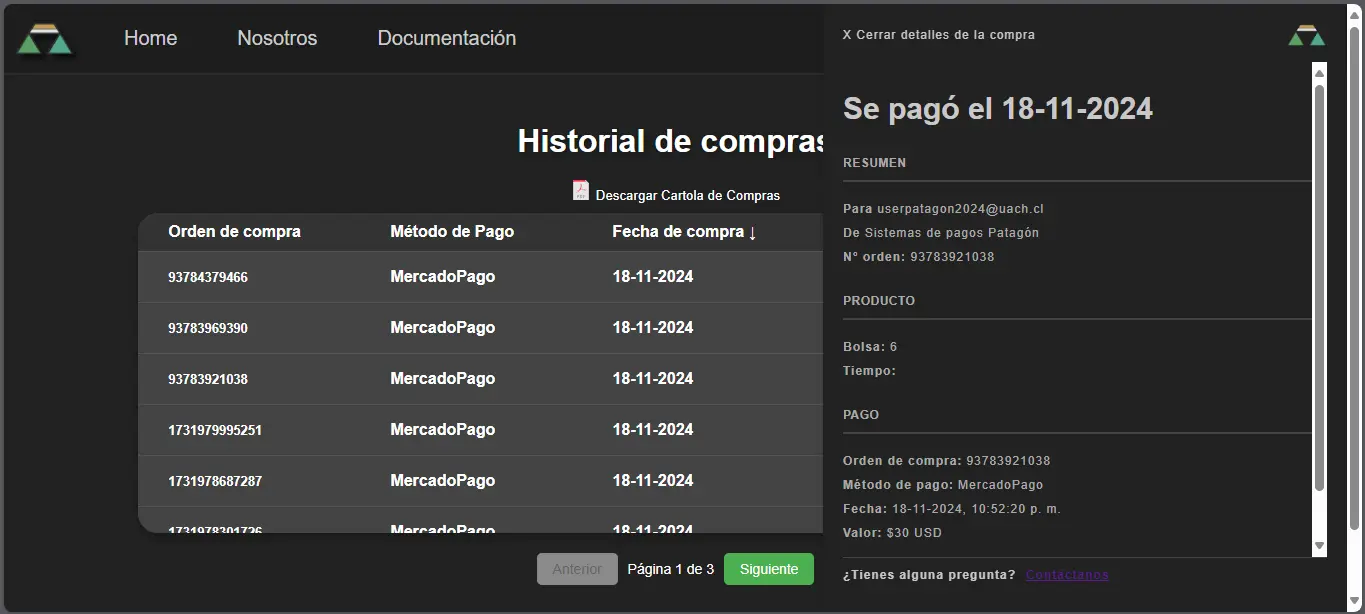 Home Nosotros Documentación
Historial de compras
Descargar Cartola de Compras
Orden de compra Método de Pago Fecha de compra ↓
93784379466 MercadoPago 18-11-2024
93783969390 MercadoPago 18-11-2024
93783921038 MercadoPago 18-11-2024
1731979995251 MercadoPago 18-11-2024
1731978687287 MercadoPago 18-11-2024
1731978301726 MercadoPago 18-11-2024
Anterior Página 1 de 3 Siguiente
X Cerrar detalles de la compra
Se pagó el 18-11-2024
RESUMEN
Para userpatagon2024@uach.cl
De Sistemas de pagos Patagón
N° orden: 93783921038
PRODUCTO
Bolsa: 6
Tiempo:
PAGO
Orden de compra: 93783921038
Método de pago: MercadoPago
Fecha: 18-11-2024, 10:52:20 p. m.
Valor: $30 USD
¿Tienes alguna pregunta? Contáctanos